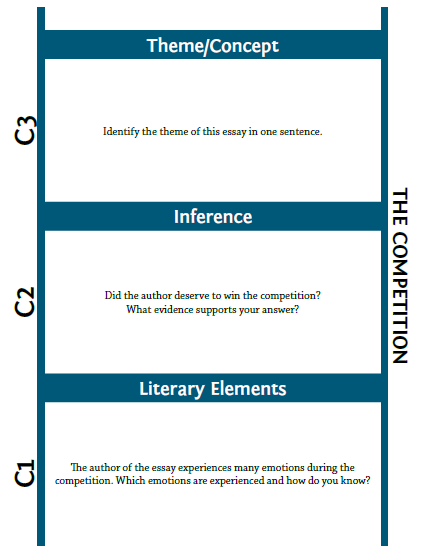 Theme/Concept
C3
Identify the theme of this essay in one sentence.
Inference
C2
Did the author deserve to win the competition?
What evidence supports your answer?
THE COMPETITION
Literary Elements
C1
The author of the essay experiences many emotions during the
competition. Which emotions are experienced and how do you know?